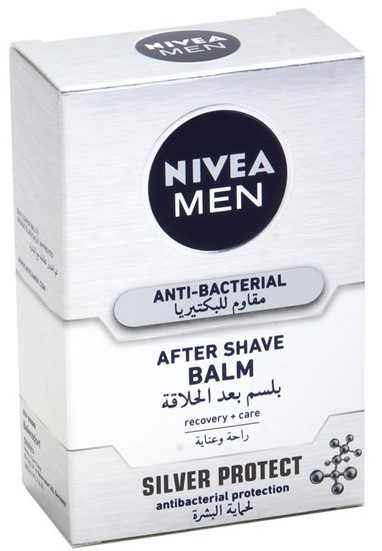 NIVEA
MEN
NIVEA
MEN
ANTI-BACTERIAL
مقاوم للبكتيريا
AFTER SHAVE
BALM
بلسم بعد الحلاقة
recovery + care
راحة وعناية
SILVER PROTECT
antibacterial protection
لحماية البشرة